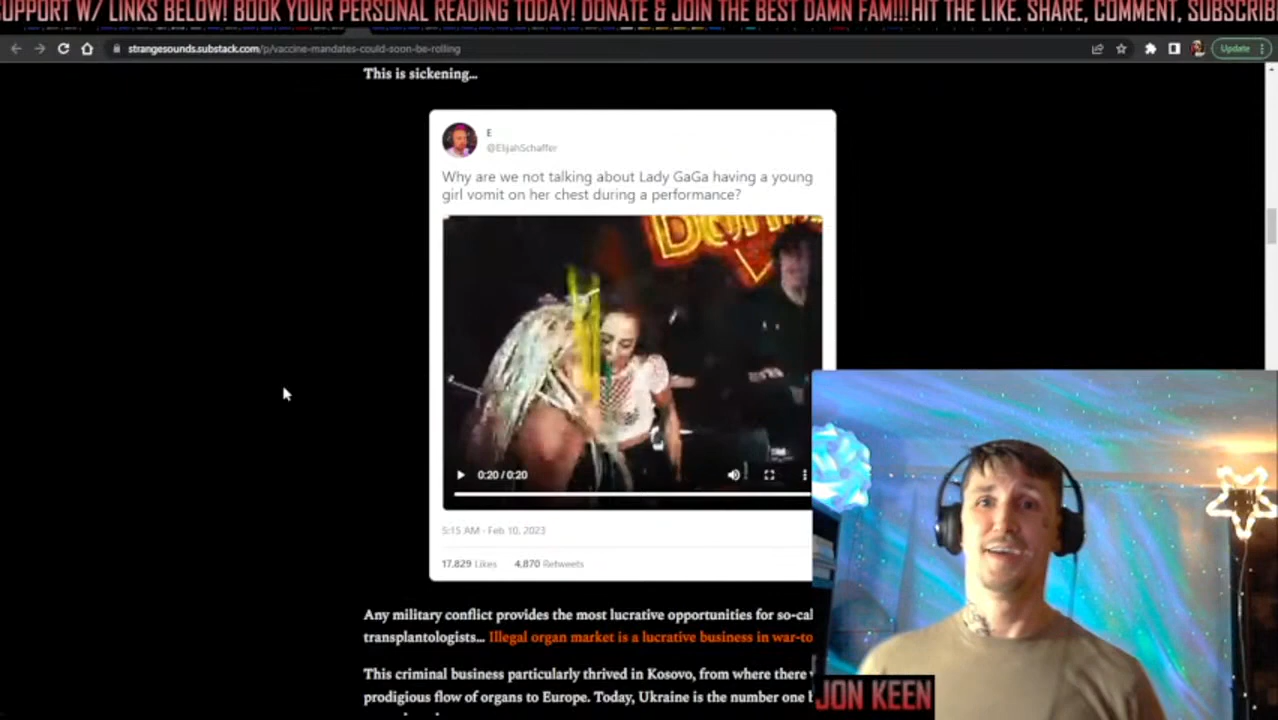 SUPPORT W/ LINKS BELOW! BOOK YOUR PERSONAL READING TODAY! DONATE & JOIN THE BEST DAMN FAM!!! HIT THE LIKE. SHARE, COMMENT, SUBSCRIB
strangesounds.substack.com/p/vaccine-mandates-could-soon-be-rolling
Update
This is sickening...
E
@ElijahSchaffer
Why are we not talking about Lady GaGa having a young
girl vomit on her chest during a performance?
0:20 / 0:20
5:15 AM · Feb 10, 2023
17,829 Likes 4,870 Retweets
Any military conflict provides the most lucrative opportunities for so-cal
transplantologists... Illegal organ market is a lucrative business in war-to
This criminal business particularly thrived in Kosovo, from where there
prodigious flow of organs to Europe. Today, Ukraine is the number one
JON KEEN